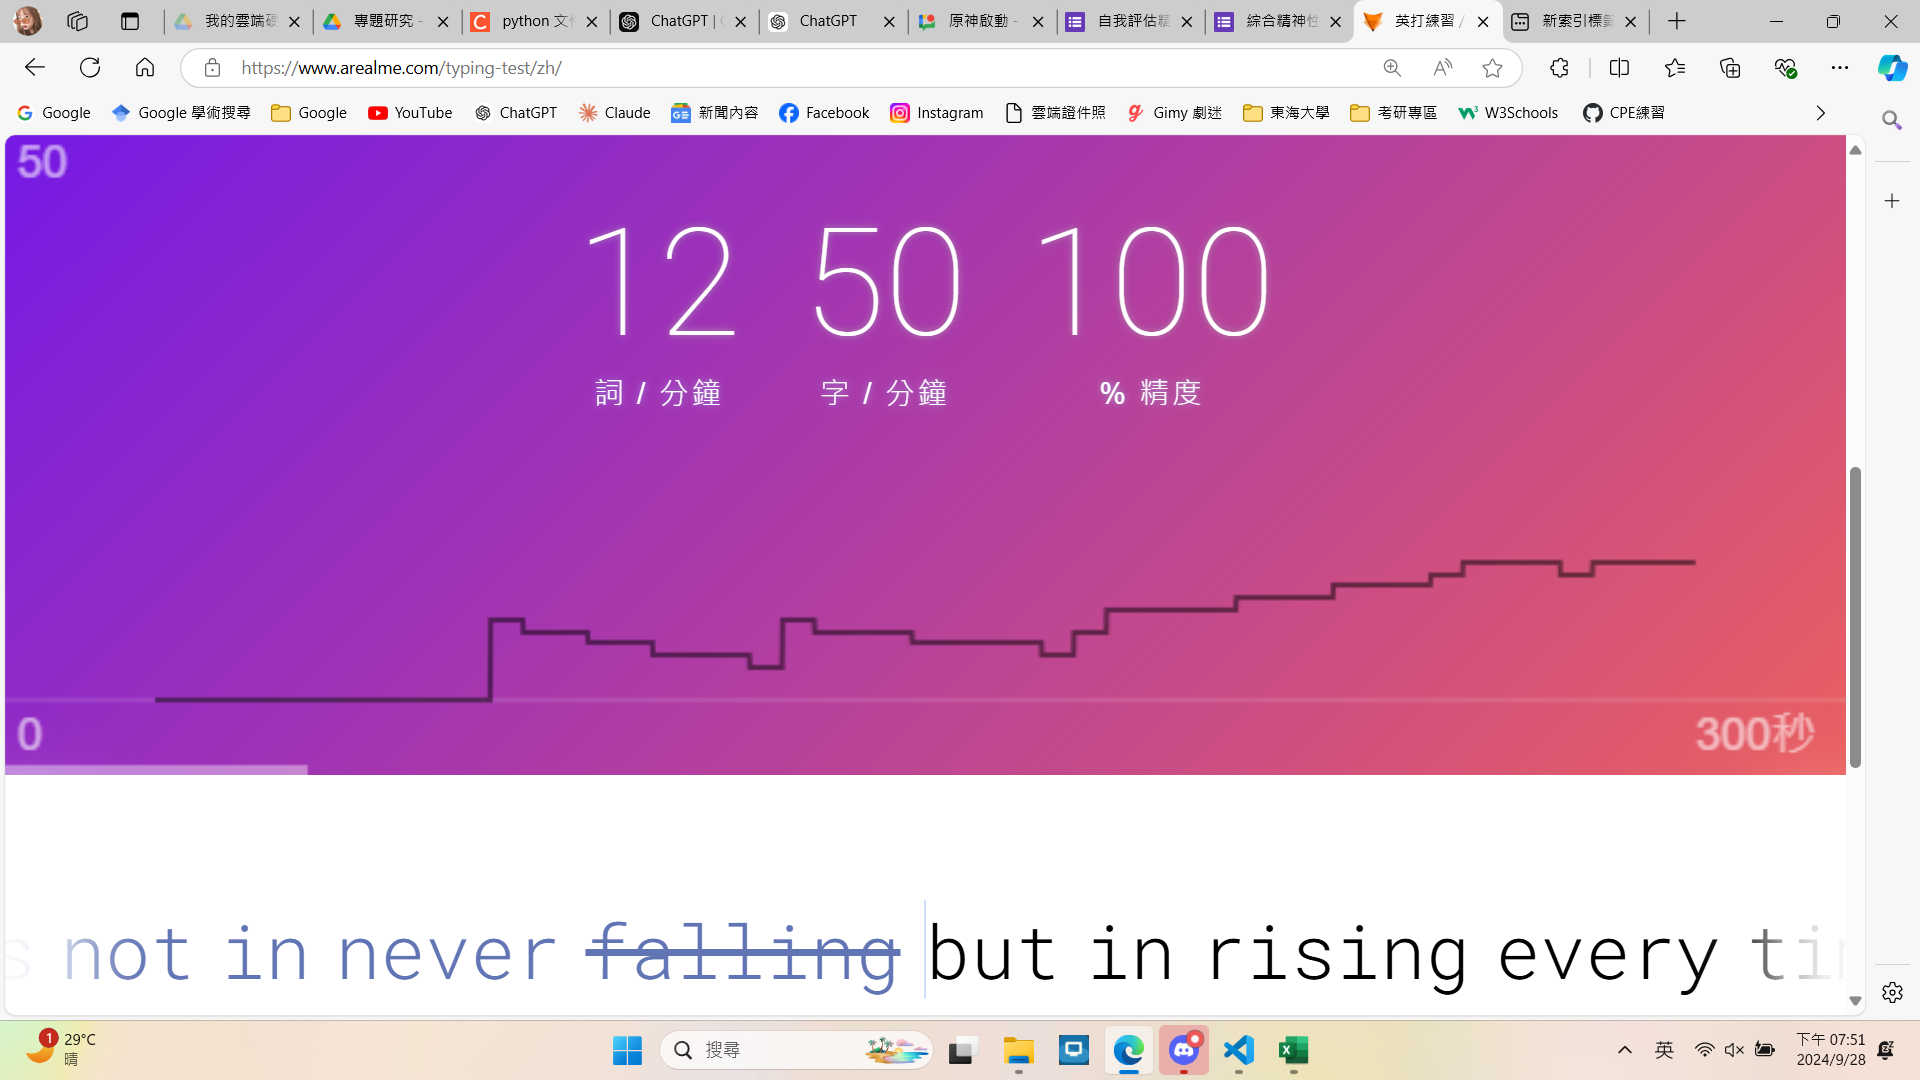 我的雲端硬
專題研究 -
python 文件
ChatGPT |
ChatGPT
原神啟動 -
自我評估精
綜合精神性
英打練習 /
新索引標籤
https://www.arealme.com/typing-test/zh/
Google
Google 學術搜尋
Google
YouTube
ChatGPT
Claude
新聞內容
Facebook
Instagram
雲端證件照
Gimy 劇迷
東海大學
考研專區
W3Schools
CPE練習
50
12 50 100
詞 / 分鐘 字 / 分鐘 % 精度
0 300秒
not in never falling but in rising every
1 29°C
晴
搜尋
英
下午 07:51
2024/9/28